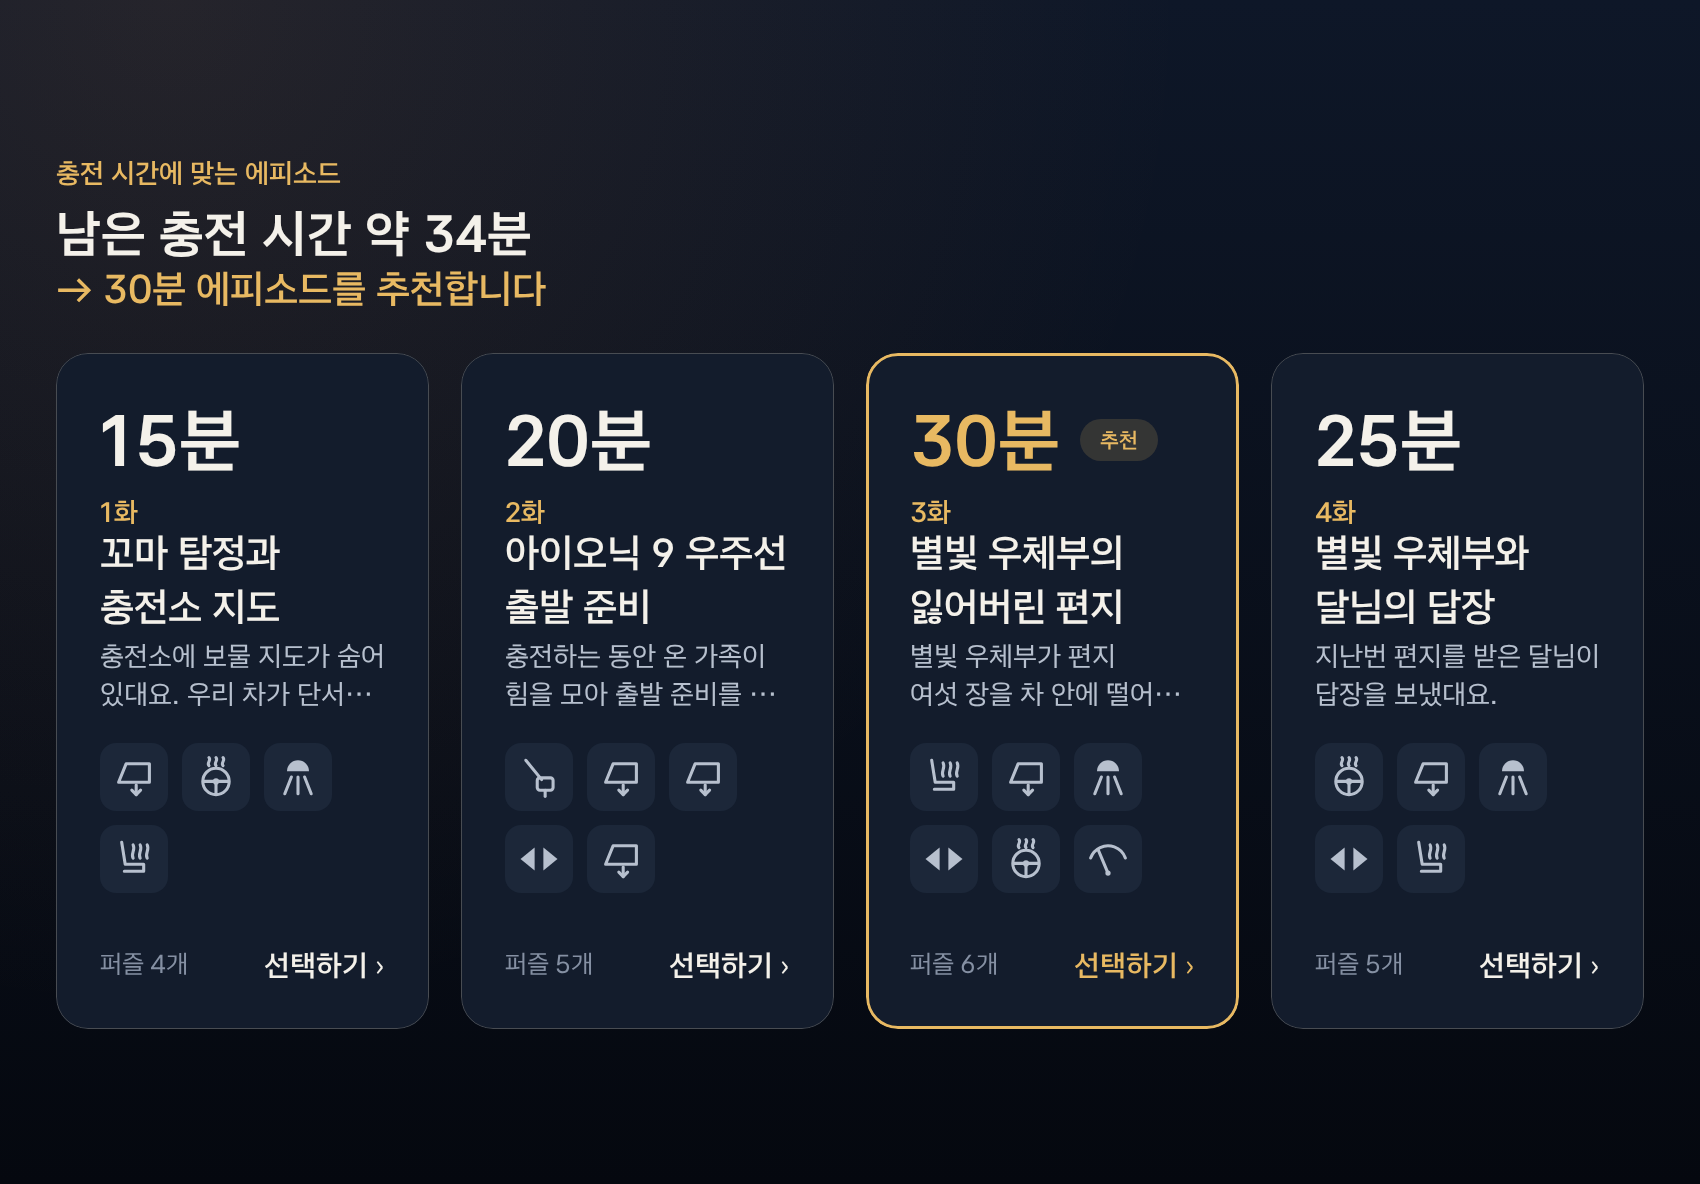 충전 시간에 맞는 에피소드
남은 충전 시간 약 34분
→ 30분 에피소드를 추천합니다
15분
1화
꼬마 탐정과
충전소 지도
충전소에 보물 지도가 숨어
있대요. 우리 차가 단서…
퍼즐 4개
선택하기 ›
20분
2화
아이오닉 9 우주선
출발 준비
충전하는 동안 온 가족이
힘을 모아 출발 준비를 …
퍼즐 5개
선택하기 ›
30분
추천
3화
별빛 우체부의
잃어버린 편지
별빛 우체부가 편지
여섯 장을 차 안에 떨어…
퍼즐 6개
선택하기 ›
25분
4화
별빛 우체부와
달님의 답장
지난번 편지를 받은 달님이
답장을 보냈대요.
퍼즐 5개
선택하기 ›